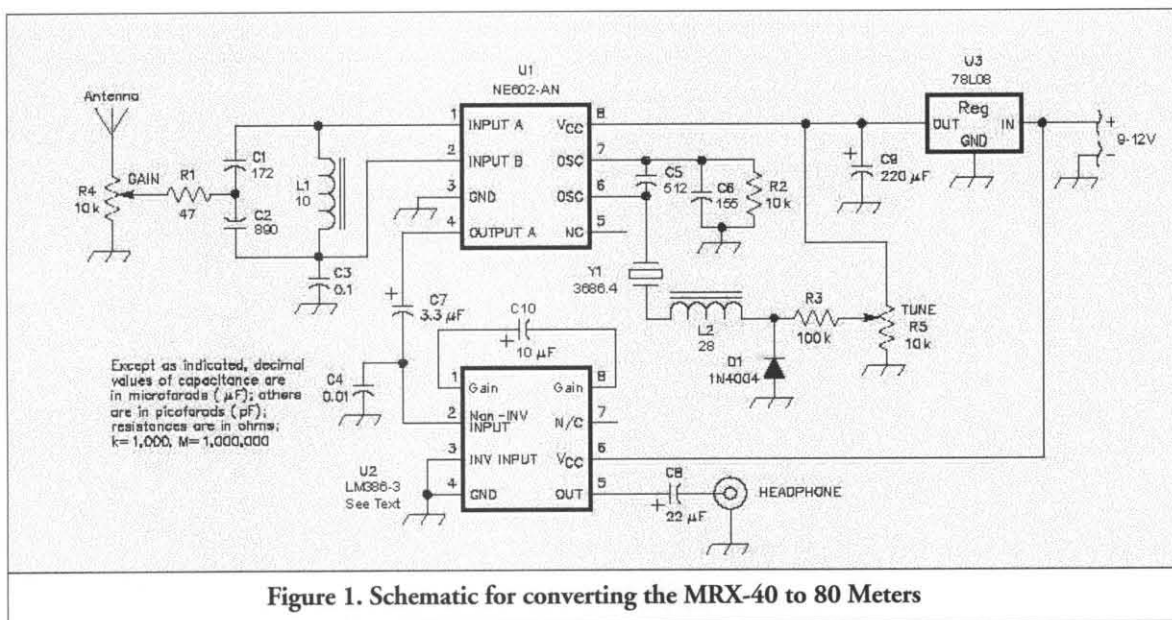 Antenna
R4
10k
GAIN
R1
47
C1
172
C2
890
L1
10
C3
0.1
U1
NE602-AN
1
INPUT A
2
INPUT B
3
GND
4
OUTPUT A
8
VCC
7
OSC
6
OSC
5
NC
C5
512
C6
155
R2
10k
Y1
3686.4
L2
28
D1
1N4004
R3
100k
TUNE
R5
10k
C9
+
220 µF
U3
78L08
Reg
OUT
IN
GND
+
-
9-12V
+
C7
3.3 µF
C4
0.01
C10
+
10 µF
1
Gain
2
Non-INV
INPUT
3
INV INPUT
4
GND
8
Gain
7
N/C
6
VCC
5
OUT
U2
LM386-3
See Text
C8
+
22 µF
HEADPHONE
Except as indicated, decimal
values of capacitance are
in microfarads (µF); others
are in picofarads (pF);
resistances are in ohms;
k=1,000, M=1,000,000
Figure 1. Schematic for converting the MRX-40 to 80 Meters